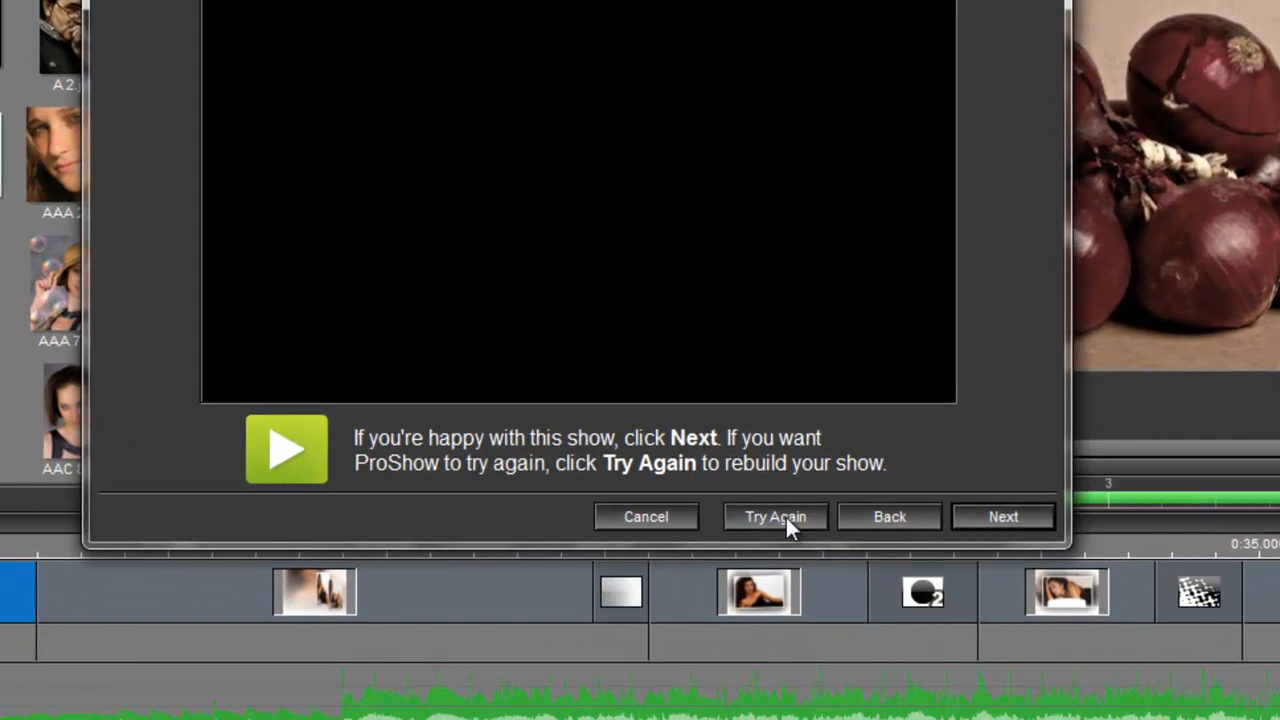 A 2.j
AAA 2
AAA 7
AAC 8
If you're happy with this show, click Next. If you want
ProShow to try again, click Try Again to rebuild your show.
Cancel
Try Again
Back
Next
3
0:35.00
2